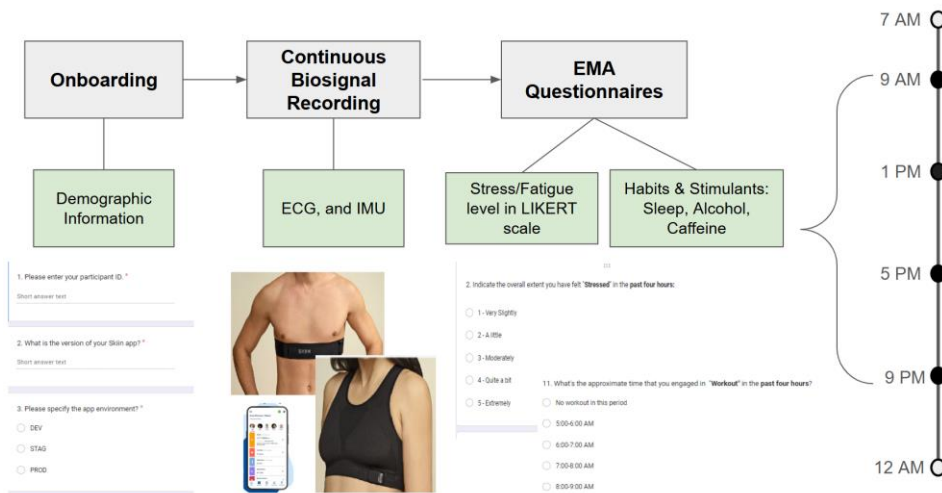 Onboarding
Continuous
Biosignal
Recording
EMA
Questionnaires
Demographic
Information
ECG, and IMU
Stress/Fatigue
level in LIKERT
scale
Habits & Stimulants:
Sleep, Alcohol,
Caffeine
7 AM
9 AM
1 PM
5 PM
9 PM
12 AM
1. Please enter your participant ID. *
Short answer text
2. What is the version of your Skiin app? *
Short answer text
3. Please specify the app environment? *
DEV
STAG
PROD
SKIIN
2. Indicate the overall extent you have felt "Stressed" in the past four hours:
1 - Very Slightly
2 - A little
3 - Moderately
4 - Quite a bit
5 - Extremely
11. What's the approximate time that you engaged in "Workout" in the past four hours?
No workout in this period
5:00-6:00 AM
6:00-7:00 AM
7:00-8:00 AM
8:00-9:00 AM